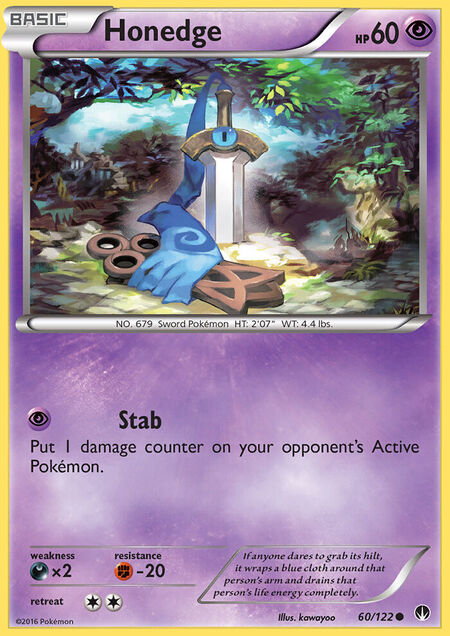 BASIC
Honedge
HP 60
NO. 679 Sword Pokémon HT: 2'07" WT: 4.4 lbs.
Stab
Put 1 damage counter on your opponent's Active
Pokémon.
weakness
×2
resistance
-20
retreat
If anyone dares to grab its hilt,
it wraps a blue cloth around that
person's arm and drains that
person's life energy completely.
©2016 Pokémon
Illus. kawayoo
60/122